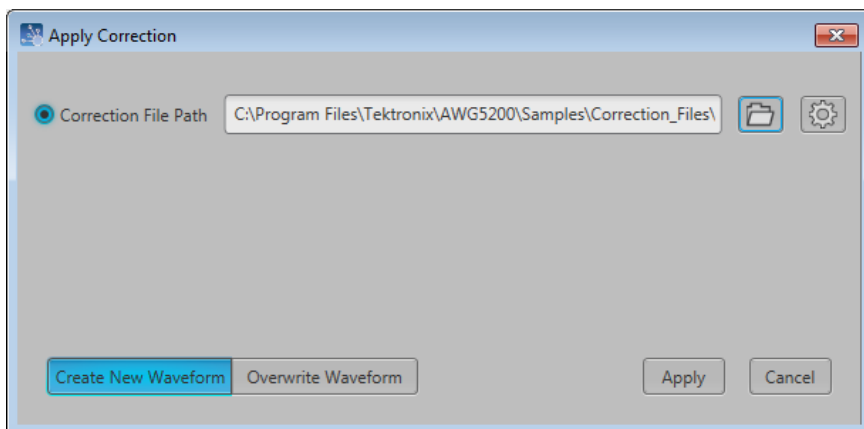 Apply Correction
Correction File Path C:\Program Files\Tektronix\AWG5200\Samples\Correction_Files\
Create New Waveform Overwrite Waveform Apply Cancel